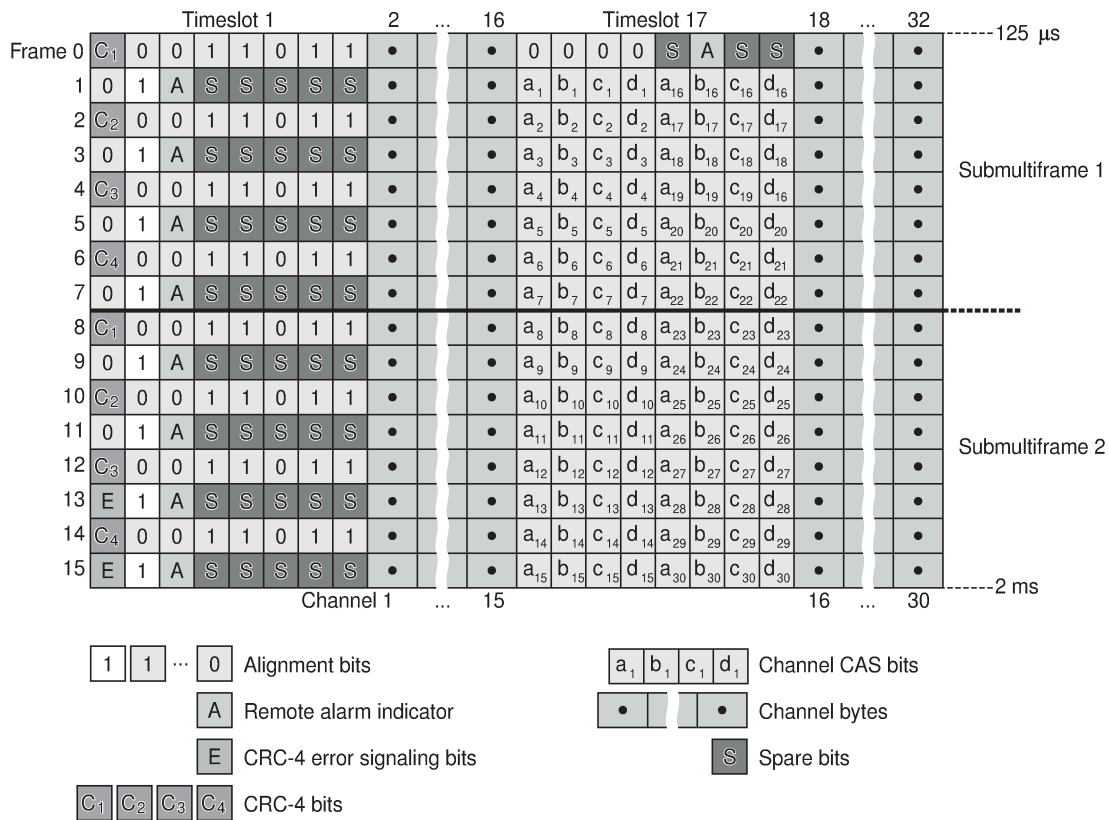 Timeslot 1 2 ... 16 Timeslot 17 18 ... 32
Frame 0 C1 0 0 1 1 0 1 1 • • 0 0 0 0 S A S S • • 125 µs
1 0 1 A S S S S S • • a1 b1 c1 d1 a16 b16 c16 d16 • •
2 C2 0 0 1 1 0 1 1 • • a2 b2 c2 d2 a17 b17 c17 d17 • •
3 0 1 A S S S S S • • a3 b3 c3 d3 a18 b18 c18 d18 • •
4 C3 0 0 1 1 0 1 1 • • a4 b4 c4 d4 a19 b19 c19 d16 • •
5 0 1 A S S S S S • • a5 b5 c5 d5 a20 b20 c20 d20 • •
6 C4 0 0 1 1 0 1 1 • • a6 b6 c6 d6 a21 b21 c21 d21 • •
7 0 1 A S S S S S • • a7 b7 c7 d7 a22 b22 c22 d22 • •
Submultiframe 1
8 C1 0 0 1 1 0 1 1 • • a8 b8 c8 d8 a23 b23 c23 d23 • •
9 0 1 A S S S S S • • a9 b9 c9 d9 a24 b24 c24 d24 • •
10 C2 0 0 1 1 0 1 1 • • a10 b10 c10 d10 a25 b25 c25 d25 • •
11 0 1 A S S S S S • • a11 b11 c11 d11 a26 b26 c26 d26 • •
12 C3 0 0 1 1 0 1 1 • • a12 b12 c12 d12 a27 b27 c27 d27 • •
13 E 1 A S S S S S • • a13 b13 c13 d13 a28 b28 c28 d28 • •
14 C4 0 0 1 1 0 1 1 • • a14 b14 c14 d14 a29 b29 c29 d29 • •
15 E 1 A S S S S S • • a15 b15 c15 d15 a30 b30 c30 d30 • •
Submultiframe 2
2 ms
Channel 1 ... 15 16 ... 30
1 1 ... 0 Alignment bits
A Remote alarm indicator
E CRC-4 error signaling bits
C1 C2 C3 C4 CRC-4 bits
a1 b1 c1 d1 Channel CAS bits
• • Channel bytes
S Spare bits